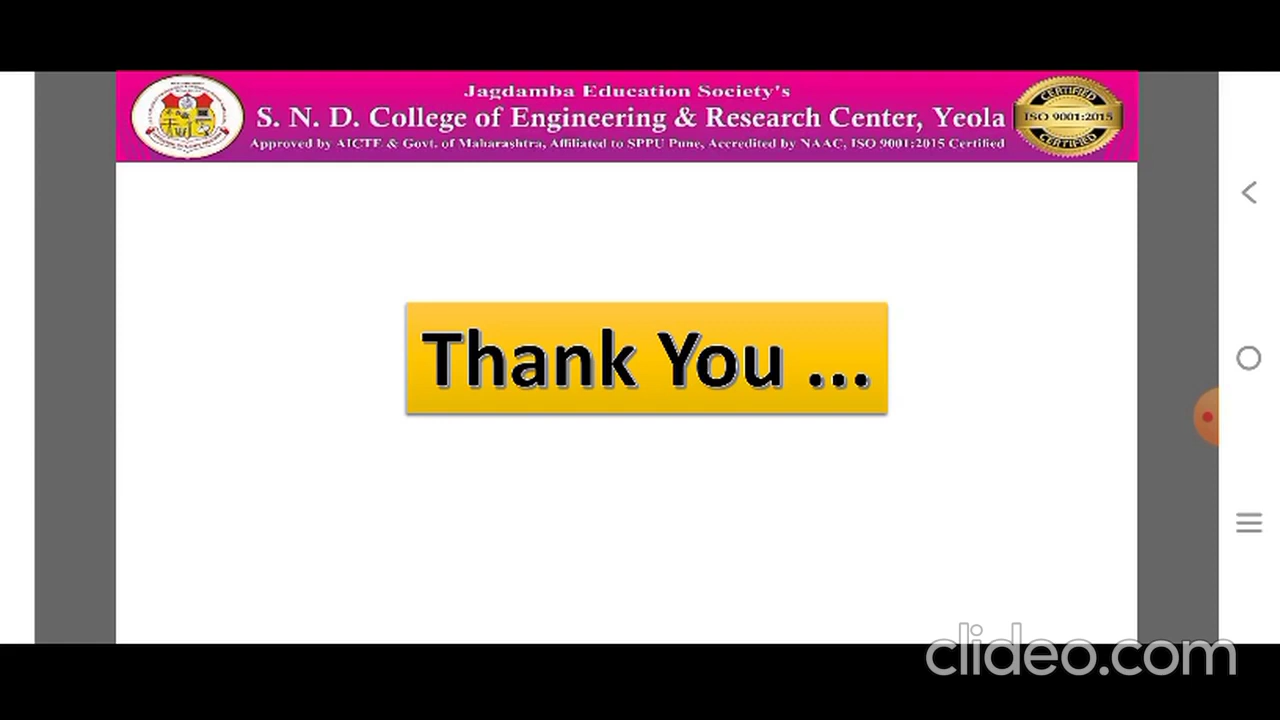 Jagdamba Education Society's
S. N. D. College of Engineering & Research Center, Yeola
Approved by AICTE & Govt. of Maharashtra, Affiliated to SPPU Pune, Accredited by NAAC, ISO 9001:2015 Certified
CERTIFIED
ISO 9001:2015
CERTIFIED
Thank You ...
clideo.com